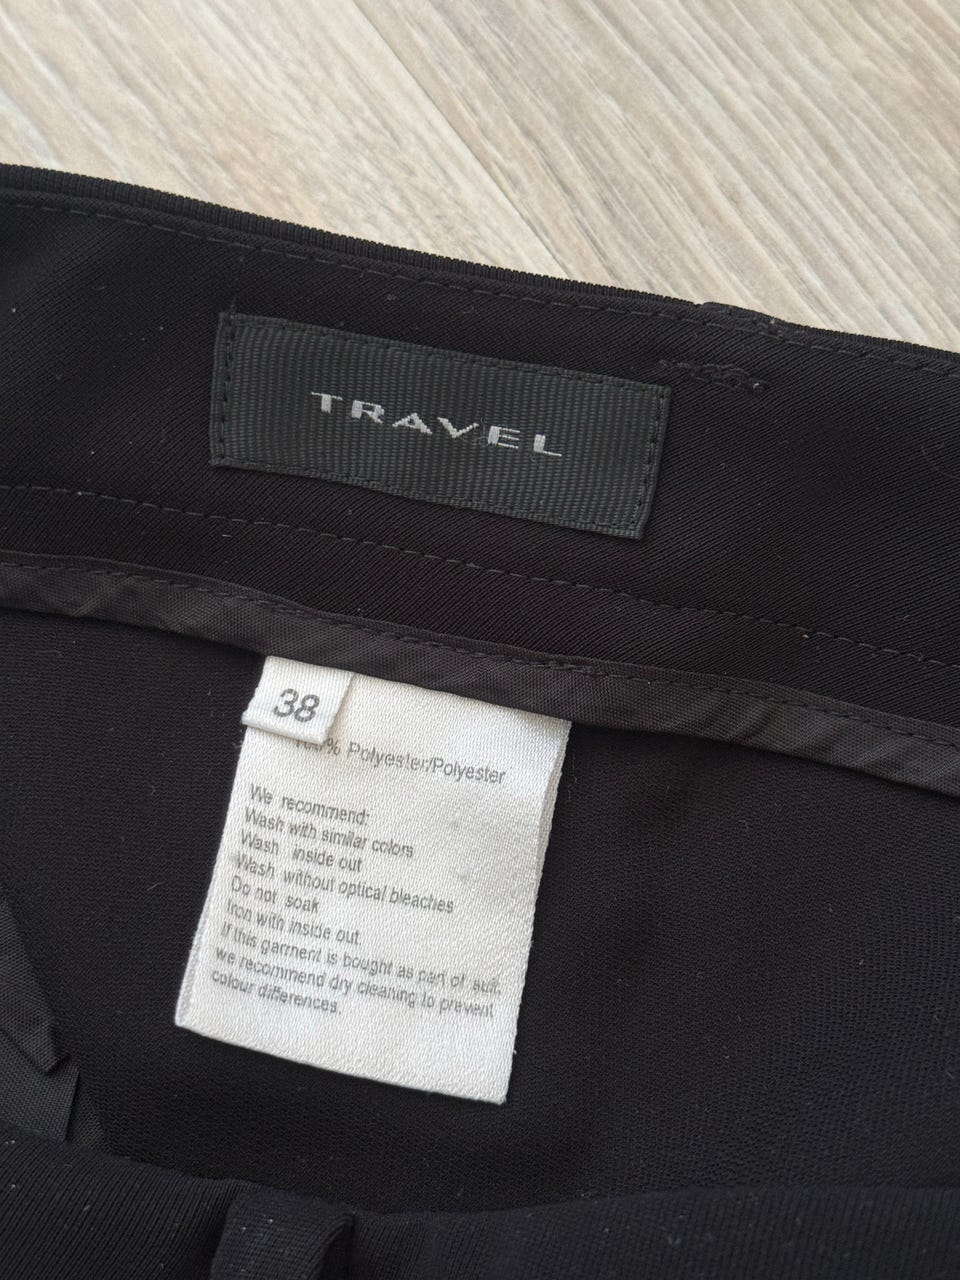 TRAVEL
38
100% Polyester/Polyester
We recommend:
Wash with similar colors
Wash inside out
Wash without optical bleaches
Do not soak
Iron with inside out.
If this garment is bought as part of suit.
we recommend dry cleaning to prevent
colour differences.